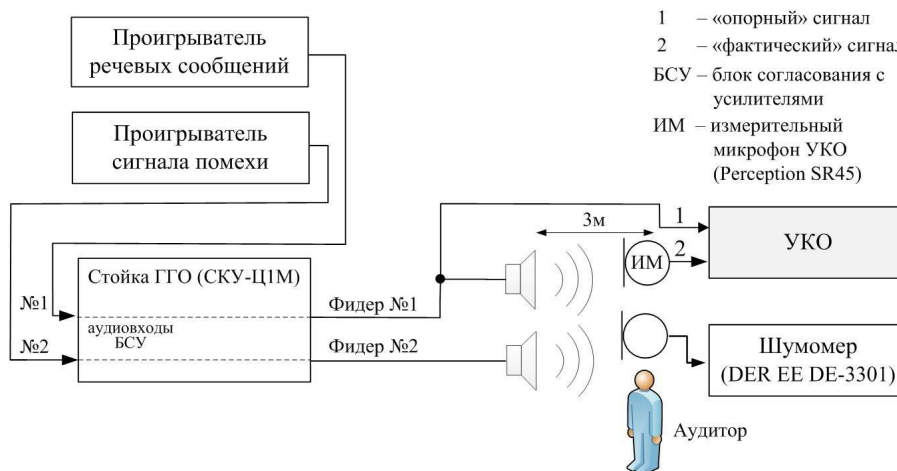 Проигрыватель
речевых сообщений
Проигрыватель
сигнала помехи
1 – «опорный» сигнал
2 – «фактический» сигнал
БСУ – блок согласования с
усилителями
ИМ – измерительный
микрофон УКО
(Perception SR45)
3м
1
2
ИМ
УКО
Стойка ГГО (СКУ-Ц1М)
№1
аудиовходы
БСУ
№2
Фидер №1
Фидер №2
Шумомер
(DER EE DE-3301)
Аудитор